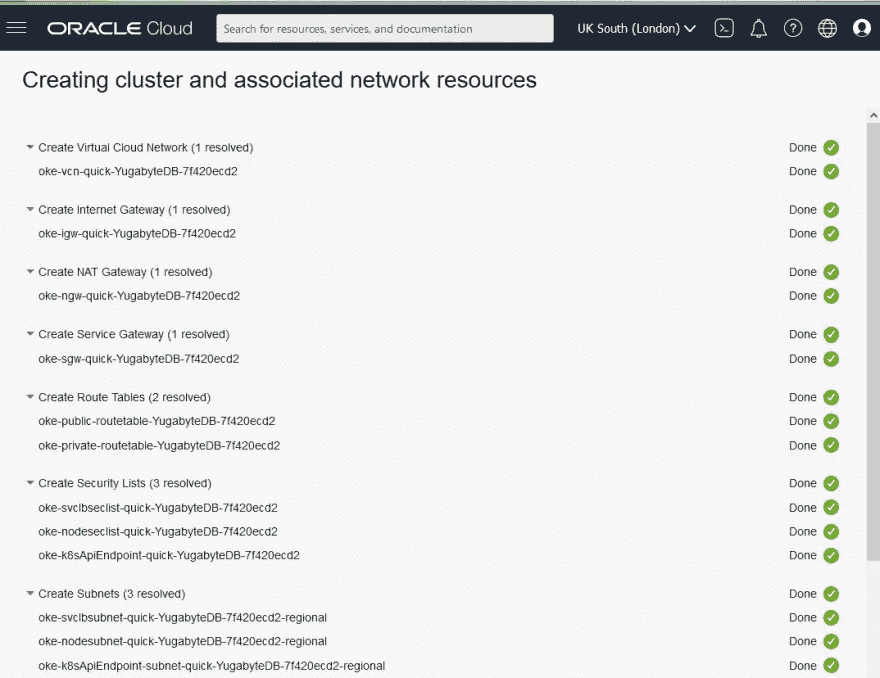 ORACLE Cloud
Search for resources, services, and documentation
UK South (London)
Creating cluster and associated network resources
Create Virtual Cloud Network (1 resolved) Done
oke-vcn-quick-YugabyteDB-7f420ecd2 Done
Create Internet Gateway (1 resolved) Done
oke-igw-quick-YugabyteDB-7f420ecd2 Done
Create NAT Gateway (1 resolved) Done
oke-ngw-quick-YugabyteDB-7f420ecd2 Done
Create Service Gateway (1 resolved) Done
oke-sgw-quick-YugabyteDB-7f420ecd2 Done
Create Route Tables (2 resolved) Done
oke-public-routetable-YugabyteDB-7f420ecd2 Done
oke-private-routetable-YugabyteDB-7f420ecd2 Done
Create Security Lists (3 resolved) Done
oke-svclbseclist-quick-YugabyteDB-7f420ecd2 Done
oke-nodeseclist-quick-YugabyteDB-7f420ecd2 Done
oke-k8sApiEndpoint-quick-YugabyteDB-7f420ecd2 Done
Create Subnets (3 resolved) Done
oke-svclbsubnet-quick-YugabyteDB-7f420ecd2-regional Done
oke-nodesubnet-quick-YugabyteDB-7f420ecd2-regional Done
oke-k8sApiEndpoint-subnet-quick-YugabyteDB-7f420ecd2-regional Done